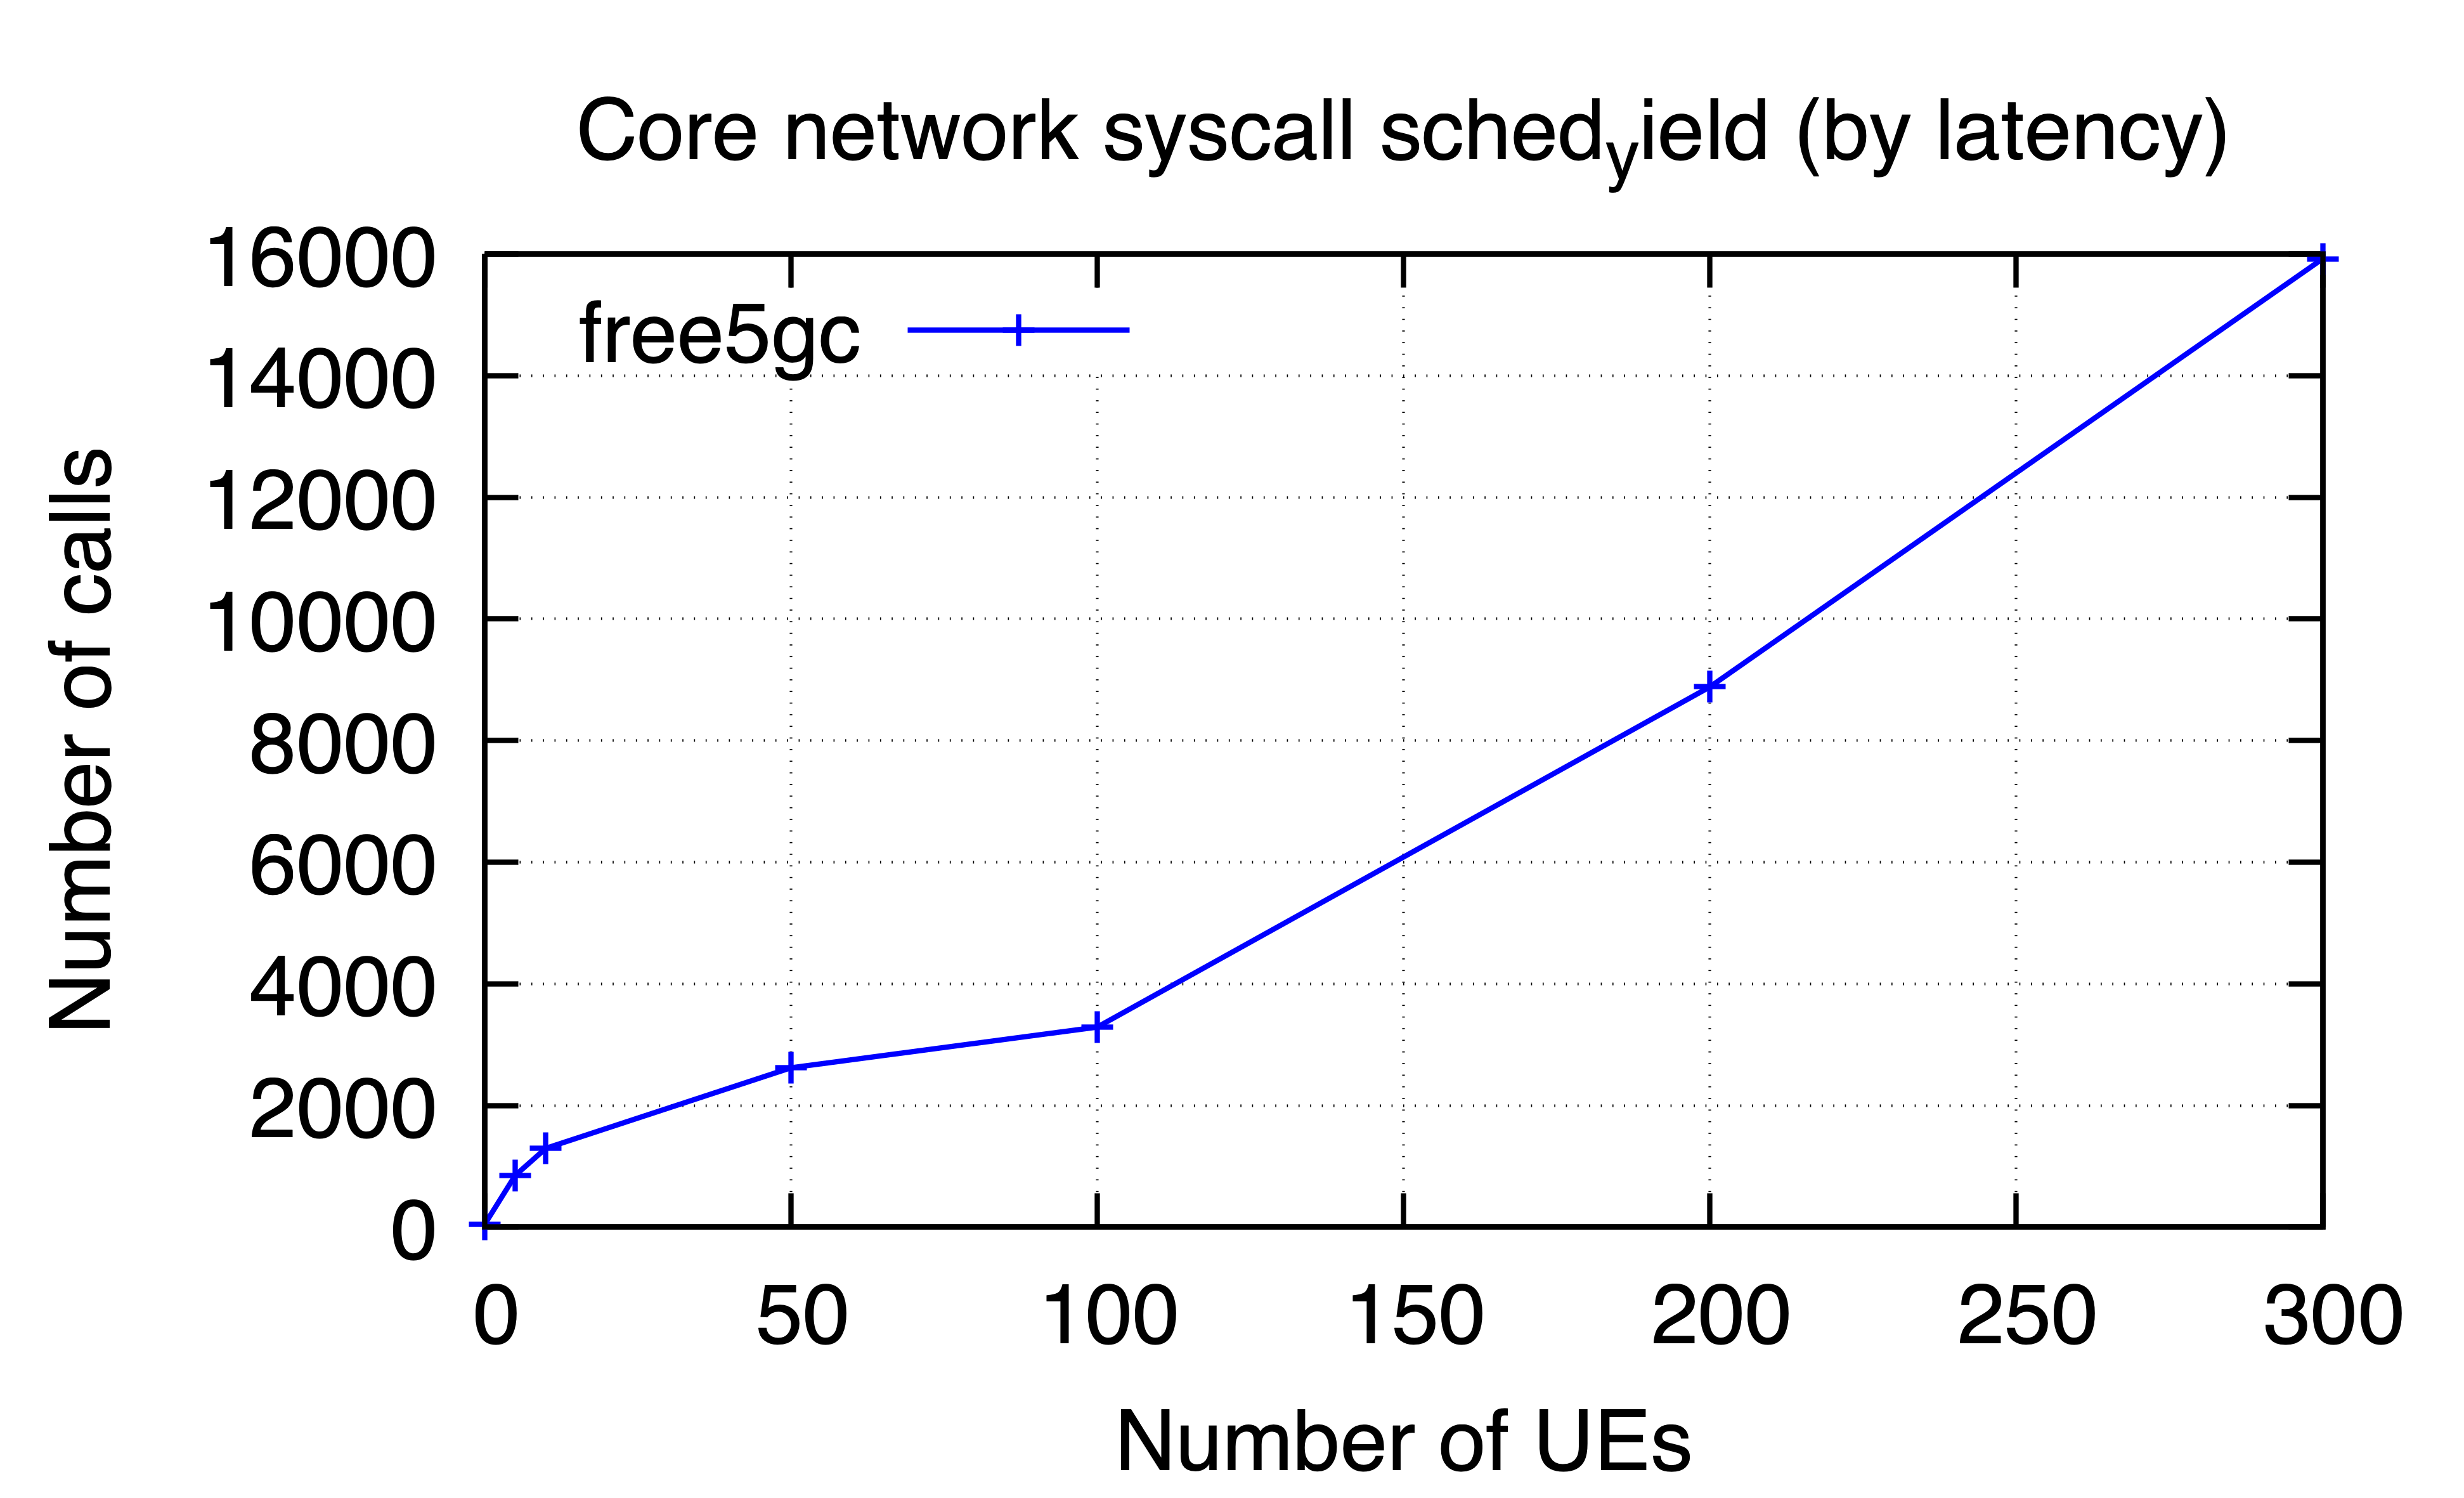 Core network syscall sched_yield (by latency)
16000
14000
12000
10000
8000
6000
4000
2000
0
Number of calls
free5gc
0 50 100 150 200 250 300
Number of UEs